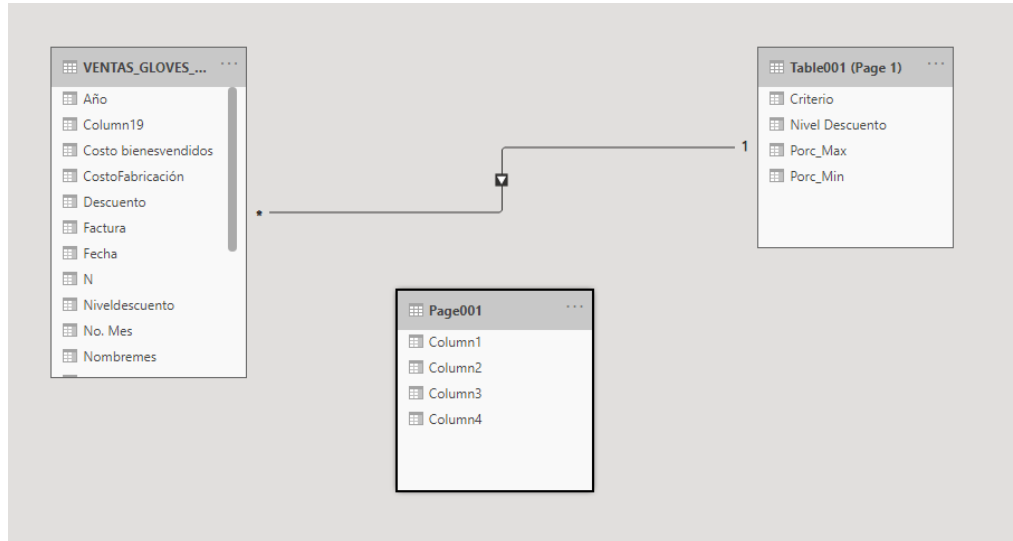 VENTAS_GLOVES_... ...
Año
Column19
Costo bienesvendidos
CostoFabricación
Descuento
Factura
Fecha
N
Niveldescuento
No. Mes
Nombremes
*
1
Table001 (Page 1) ...
Criterio
Nivel Descuento
Porc_Max
Porc_Min
Page001 ...
Column1
Column2
Column3
Column4